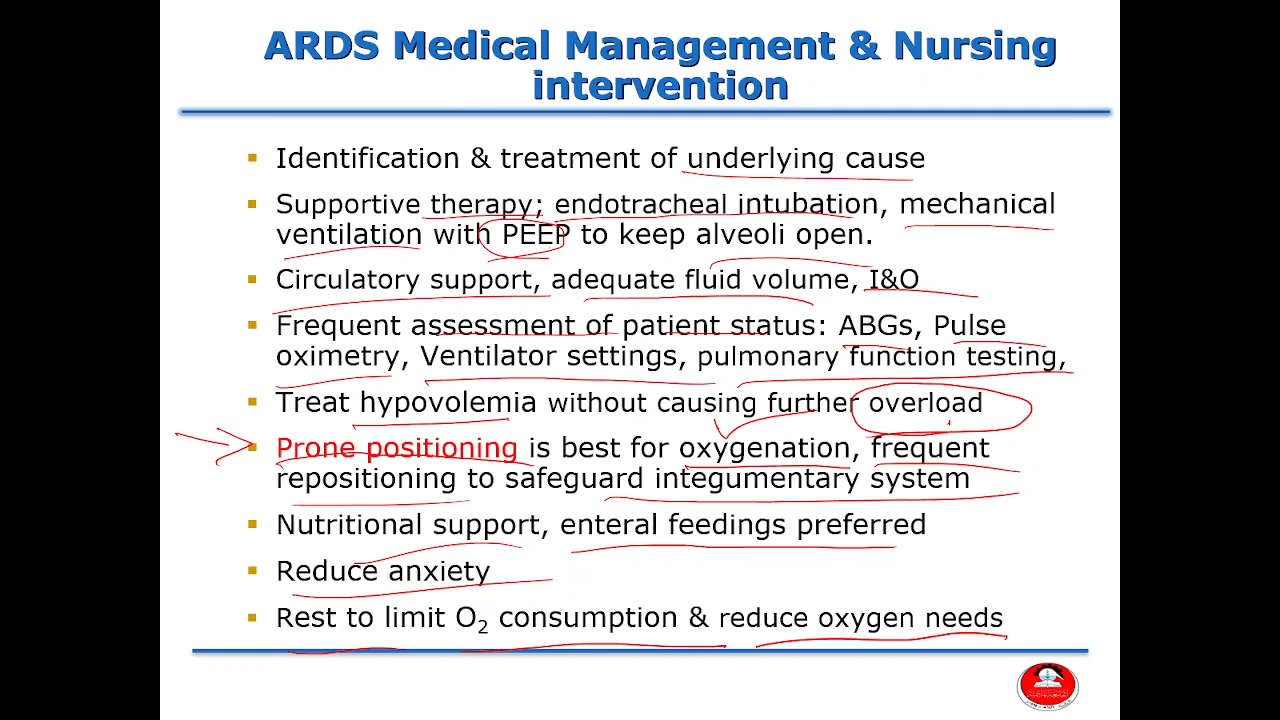 ARDS Medical Management & Nursing
intervention
▪ Identification & treatment of underlying cause
▪ Supportive therapy; endotracheal intubation, mechanical
ventilation with PEEP to keep alveoli open.
▪ Circulatory support, adequate fluid volume, I&O
▪ Frequent assessment of patient status: ABGs, Pulse
oximetry, Ventilator settings, pulmonary function testing,
▪ Treat hypovolemia without causing further overload
▪ Prone positioning is best for oxygenation, frequent
repositioning to safeguard integumentary system
▪ Nutritional support, enteral feedings preferred
▪ Reduce anxiety
▪ Rest to limit O₂ consumption & reduce oxygen needs